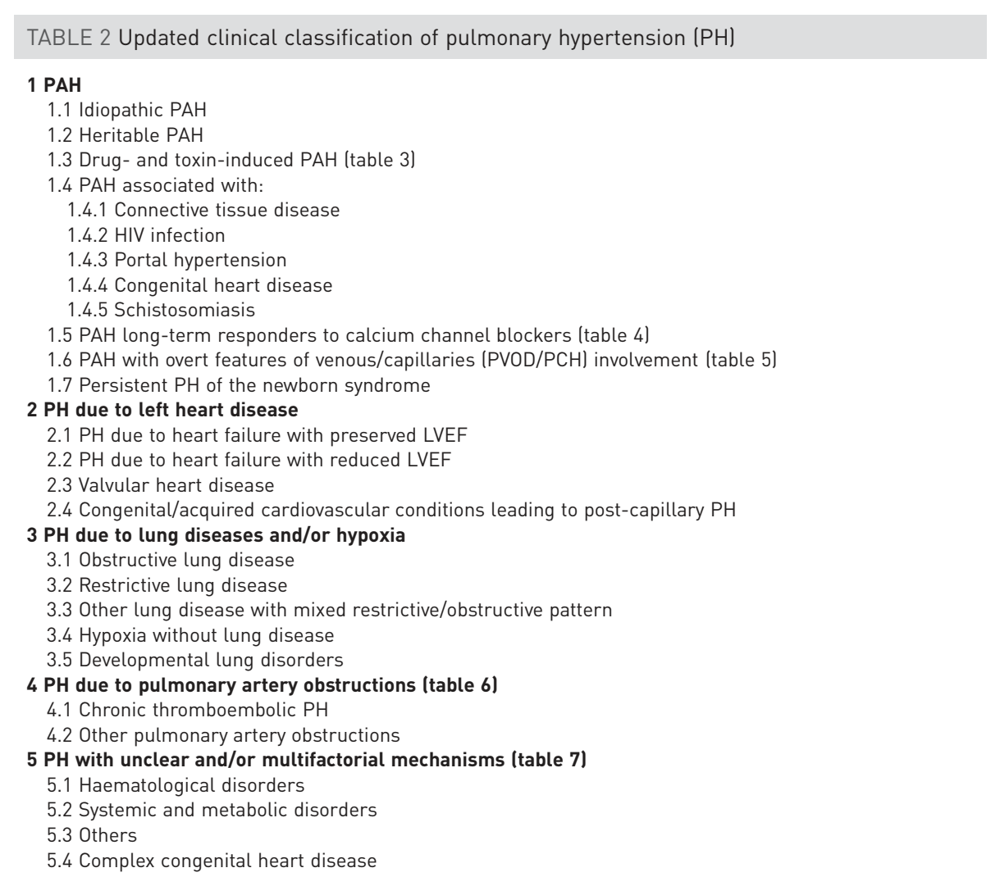 TABLE 2 Updated clinical classification of pulmonary hypertension (PH)
1 PAH
1.1 Idiopathic PAH
1.2 Heritable PAH
1.3 Drug- and toxin-induced PAH (table 3)
1.4 PAH associated with:
1.4.1 Connective tissue disease
1.4.2 HIV infection
1.4.3 Portal hypertension
1.4.4 Congenital heart disease
1.4.5 Schistosomiasis
1.5 PAH long-term responders to calcium channel blockers (table 4)
1.6 PAH with overt features of venous/capillaries (PVOD/PCH) involvement (table 5)
1.7 Persistent PH of the newborn syndrome
2 PH due to left heart disease
2.1 PH due to heart failure with preserved LVEF
2.2 PH due to heart failure with reduced LVEF
2.3 Valvular heart disease
2.4 Congenital/acquired cardiovascular conditions leading to post-capillary PH
3 PH due to lung diseases and/or hypoxia
3.1 Obstructive lung disease
3.2 Restrictive lung disease
3.3 Other lung disease with mixed restrictive/obstructive pattern
3.4 Hypoxia without lung disease
3.5 Developmental lung disorders
4 PH due to pulmonary artery obstructions (table 6)
4.1 Chronic thromboembolic PH
4.2 Other pulmonary artery obstructions
5 PH with unclear and/or multifactorial mechanisms (table 7)
5.1 Haematological disorders
5.2 Systemic and metabolic disorders
5.3 Others
5.4 Complex congenital heart disease